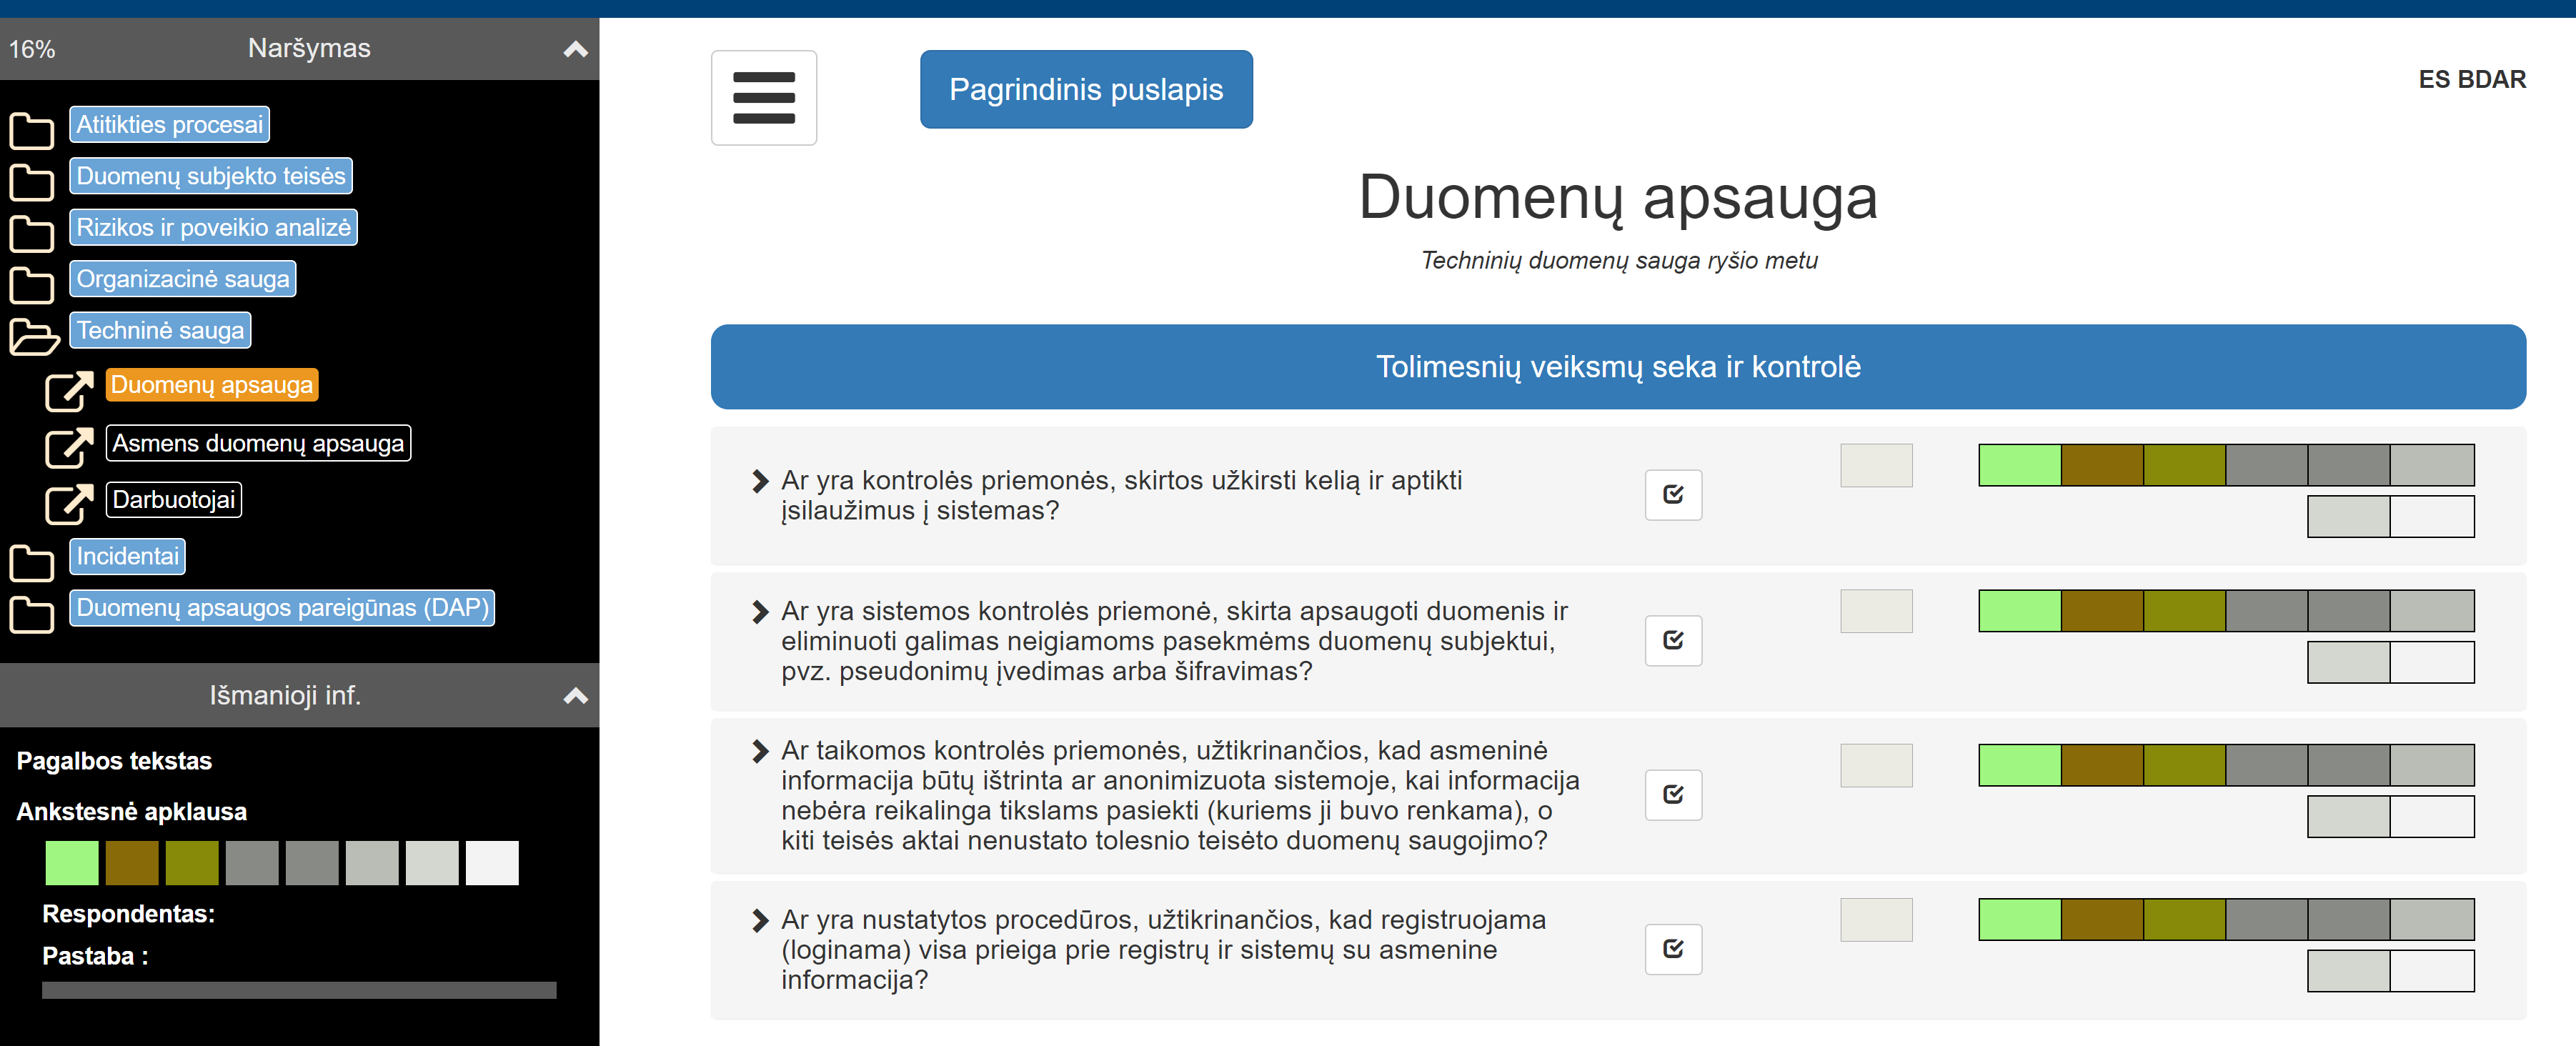 16%
Naršymas
Atitikties procesai
Duomenų subjekto teisės
Rizikos ir poveikio analizė
Organizacinė sauga
Techninė sauga
Duomenų apsauga
Asmens duomenų apsauga
Darbuotojai
Incidentai
Duomenų apsaugos pareigūnas (DAP)
Išmanioji inf.
Pagalbos tekstas
Ankstesnė apklausa
Respondentas:
Pastaba :
Pagrindinis puslapis
ES BDAR
Duomenų apsauga
Techninių duomenų sauga ryšio metu
Tolimesnių veiksmų seka ir kontrolė
Ar yra kontrolės priemonės, skirtos užkirsti kelią ir aptikti
įsilaužimus į sistemas?
Ar yra sistemos kontrolės priemonė, skirta apsaugoti duomenis ir
eliminuoti galimas neigiamoms pasekmėms duomenų subjektui,
pvz. pseudonimų įvedimas arba šifravimas?
Ar taikomos kontrolės priemonės, užtikrinančios, kad asmeninė
informacija būtų ištrinta ar anonimizuota sistemoje, kai informacija
nebėra reikalinga tikslams pasiekti (kuriems ji buvo renkama), o
kiti teisės aktai nenustato tolesnio teisėto duomenų saugojimo?
Ar yra nustatytos procedūros, užtikrinančios, kad registruojama
(loginama) visa prieiga prie registrų ir sistemų su asmenine
informacija?